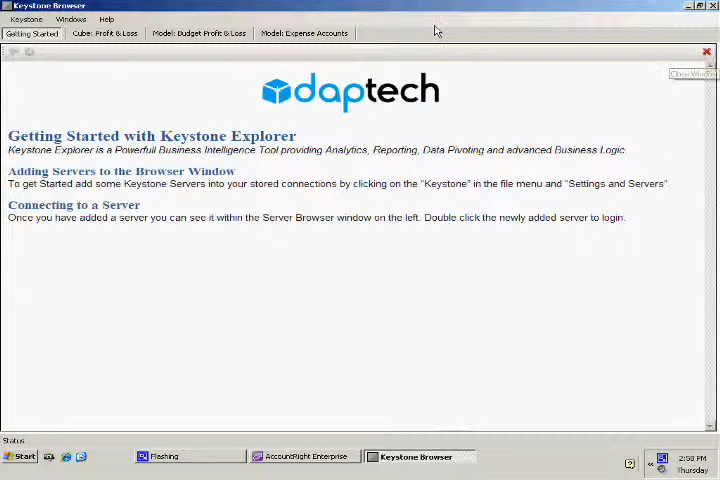 Keystone Browser
Keystone Windows Help
Getting Started Cube: Profit & Loss Model: Budget Profit & Loss Model: Expense Accounts
Close Window
daptech
Getting Started with Keystone Explorer
Keystone Explorer is a Powerfull Business Intelligence Tool providing Analytics, Reporting, Data Pivoting and advanced Business Logic.
Adding Servers to the Browser Window
To get Started add some Keystone Servers into your stored connections by clicking on the "Keystone" in the file menu and "Settings and Servers".
Connecting to a Server
Once you have added a server you can see it within the Server Browser window on the left. Double click the newly added server to login.
Status
Start Flashing AccountRight Enterprise Keystone Browser 2:58 PM
Thursday